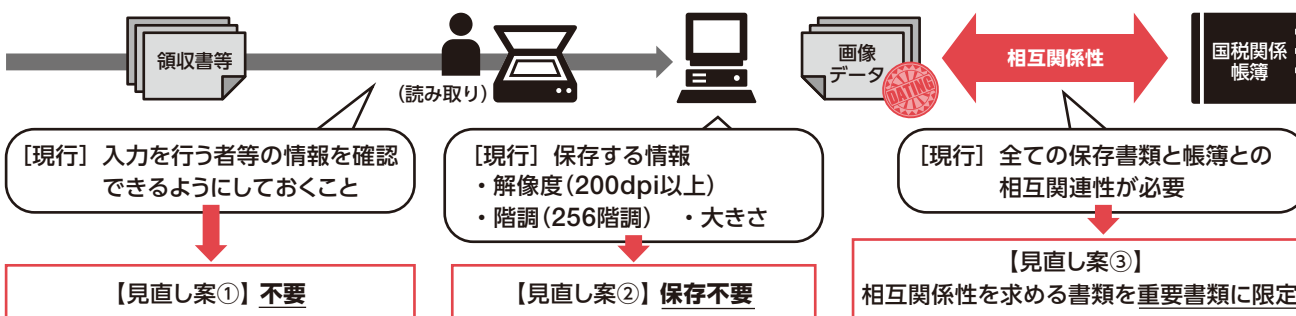 領収書等
(読み取り)
画像
データ
DATING
相互関係性
国税関係
帳簿
[現行] 入力を行う者等の情報を確認
できるようにしておくこと
[現行] 保存する情報
・解像度(200dpi以上)
・階調(256階調) ・大きさ
[現行] 全ての保存書類と帳簿との
相互関連性が必要
【見直し案①】不要
【見直し案②】保存不要
【見直し案③】
相互関係性を求める書類を重要書類に限定